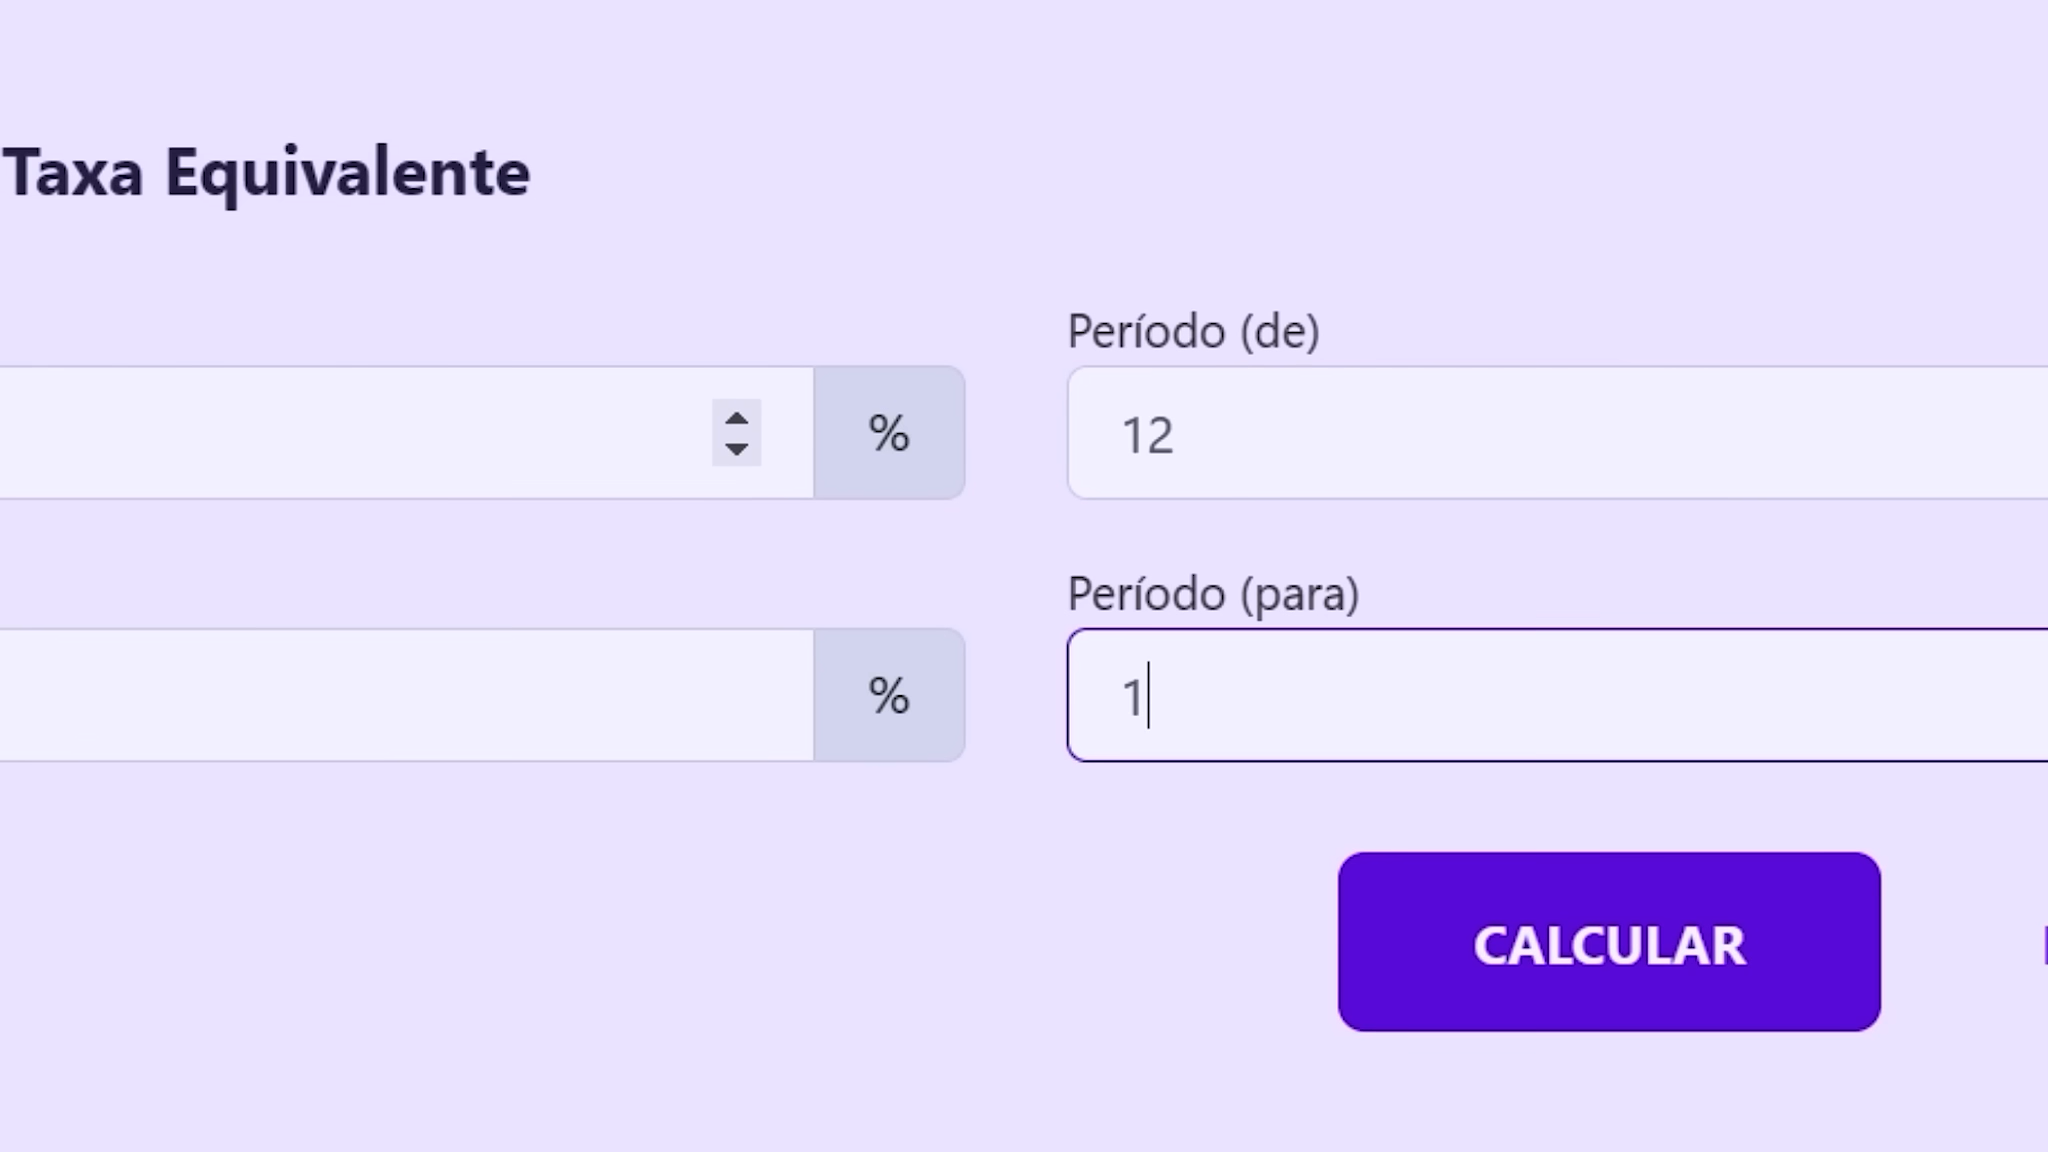 Taxa Equivalente
Período (de)
%
12
Período (para)
%
1
CALCULAR